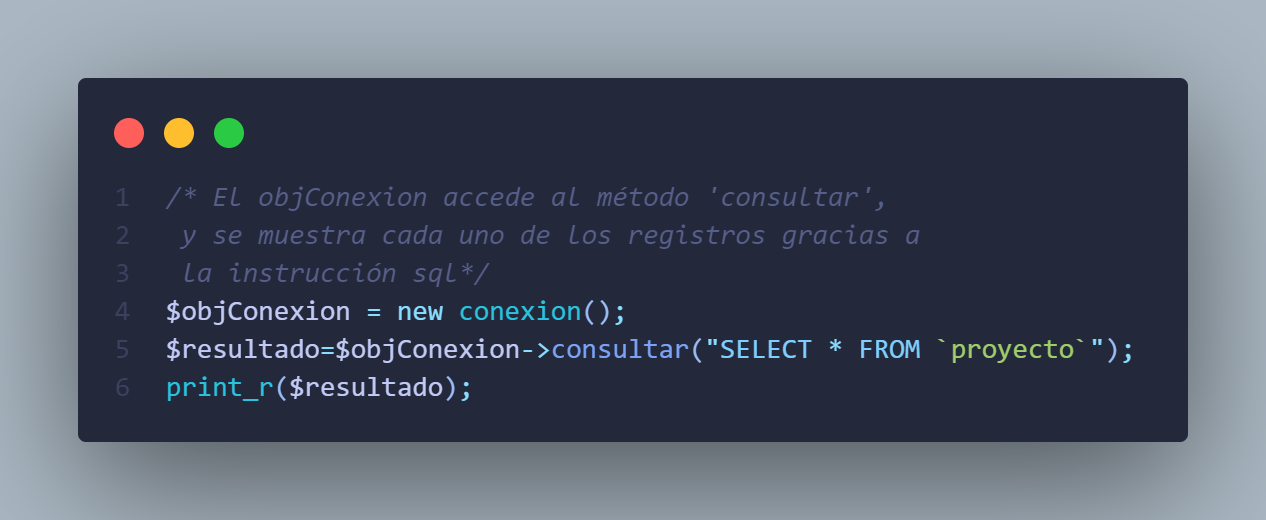 1 /* El objConexion accede al método 'consultar',
2 y se muestra cada uno de los registros gracias a
3 la instrucción sql*/
4 $objConexion = new conexion();
5 $resultado=$objConexion->consultar("SELECT * FROM `proyecto`");
6 print_r($resultado);